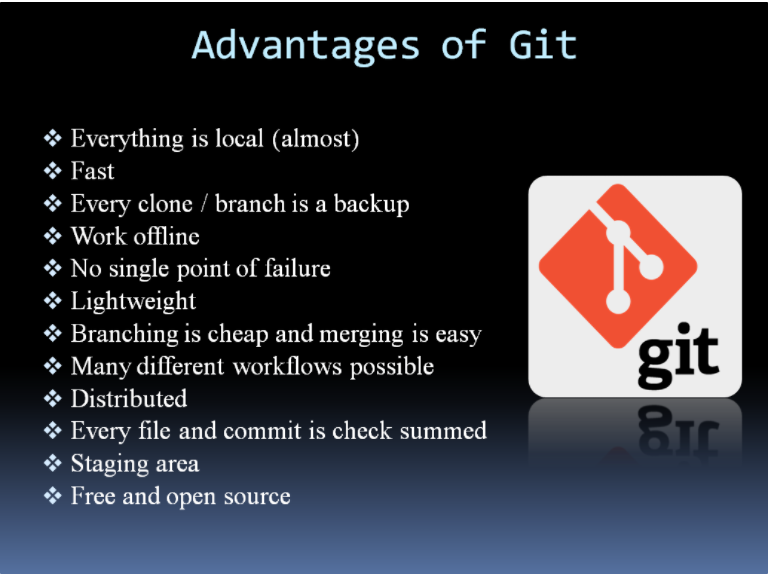 Advantages of Git
Everything is local (almost)
Fast
Every clone / branch is a backup
Work offline
No single point of failure
Lightweight
Branching is cheap and merging is easy
Many different workflows possible
Distributed
Every file and commit is check summed
Staging area
Free and open source
git